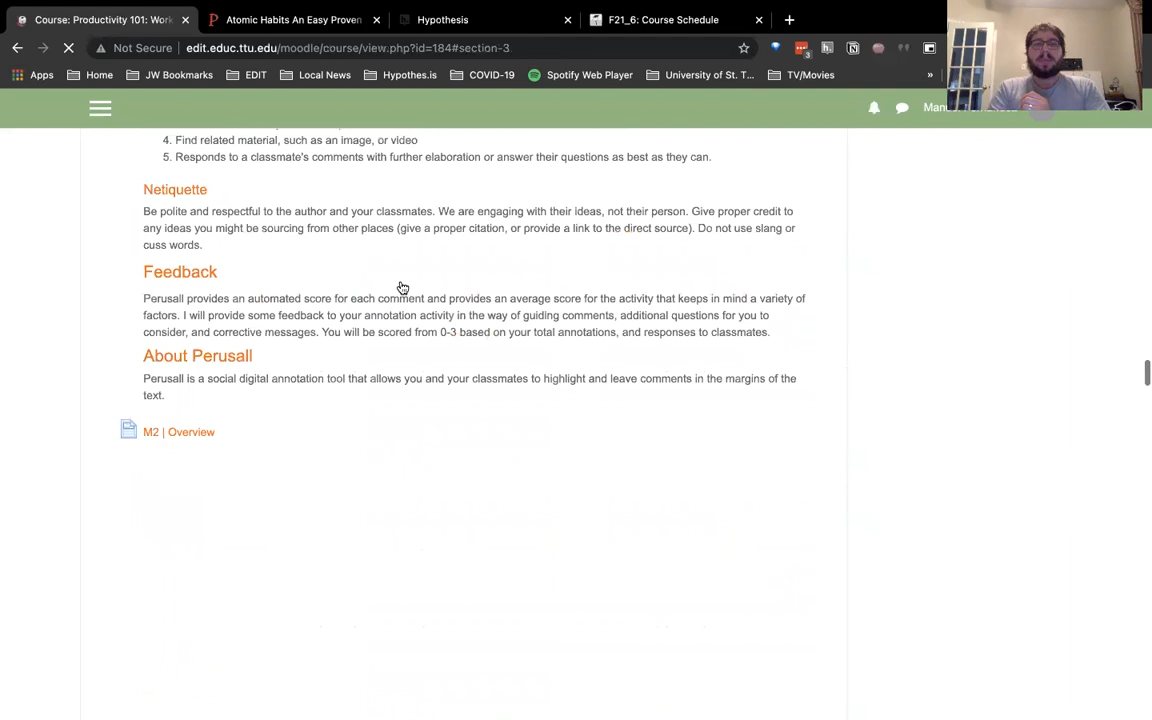 Course: Productivity 101: Work
Atomic Habits An Easy Proven
Hypothesis
F21_6: Course Schedule
Not Secure edit.educ.ttu.edu/moodle/course/view.php?id=184#section-3
3
Apps Home JW Bookmarks EDIT Local News Hypothes.is COVID-19 Spotify Web Player University of St. T... TV/Movies »
4. Find related material, such as an image, or video
5. Responds to a classmate's comments with further elaboration or answer their questions as best as they can.
Netiquette
Be polite and respectful to the author and your classmates. We are engaging with their ideas, not their person. Give proper credit to
any ideas you might be sourcing from other places (give a proper citation, or provide a link to the direct source). Do not use slang or
cuss words.
Feedback
Perusall provides an automated score for each comment and provides an average score for the activity that keeps in mind a variety of
factors. I will provide some feedback to your annotation activity in the way of guiding comments, additional questions for you to
consider, and corrective messages. You will be scored from 0-3 based on your total annotations, and responses to classmates.
About Perusall
Perusall is a social digital annotation tool that allows you and your classmates to highlight and leave comments in the margins of the
text.
M2 | Overview